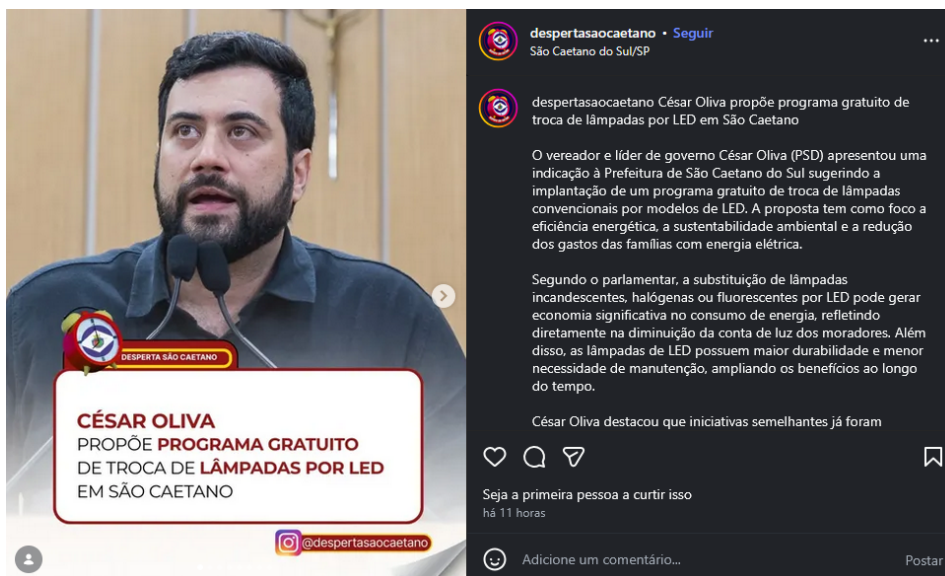 DESPERTA SÃO CAETANO
CÉSAR OLIVA
PROPÕE PROGRAMA GRATUITO
DE TROCA DE LÂMPADAS POR LED
EM SÃO CAETANO
@despertasaocaetano
despertasaocaetano • Seguir
São Caetano do Sul/SP
despertasaocaetano César Oliva propõe programa gratuito de
troca de lâmpadas por LED em São Caetano
O vereador e líder de governo César Oliva (PSD) apresentou uma
indicação à Prefeitura de São Caetano do Sul sugerindo a
implantação de um programa gratuito de troca de lâmpadas
convencionais por modelos de LED. A proposta tem como foco a
eficiência energética, a sustentabilidade ambiental e a redução
dos gastos das famílias com energia elétrica.
Segundo o parlamentar, a substituição de lâmpadas
incandescentes, halógenas ou fluorescentes por LED pode gerar
economia significativa no consumo de energia, refletindo
diretamente na diminuição da conta de luz dos moradores. Além
disso, as lâmpadas de LED possuem maior durabilidade e menor
necessidade de manutenção, ampliando os benefícios ao longo
do tempo.
César Oliva destacou que iniciativas semelhantes já foram
Seja a primeira pessoa a curtir isso
há 11 horas
Adicione um comentário...
Postar